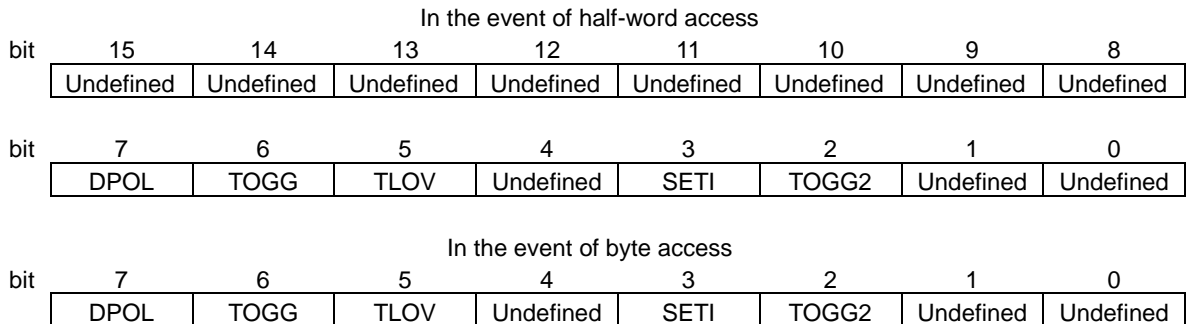 In the event of half-word access
bit 15 14 13 12 11 10 9 8
Undefined Undefined Undefined Undefined Undefined Undefined Undefined Undefined
bit 7 6 5 4 3 2 1 0
DPOL TOGG TLOV Undefined SETI TOGG2 Undefined Undefined
In the event of byte access
bit 7 6 5 4 3 2 1 0
DPOL TOGG TLOV Undefined SETI TOGG2 Undefined Undefined